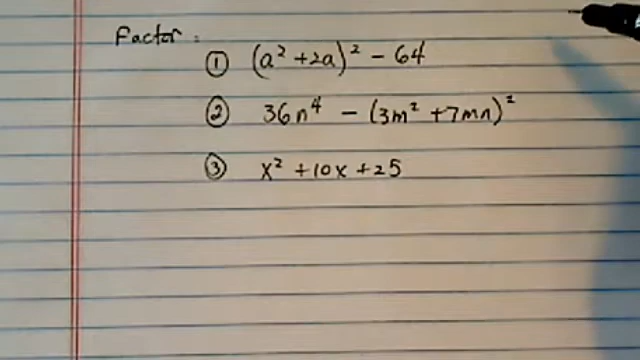 Factor :
① (a² + 2a)² − 64
② 36n⁴ − (3m² + 7mn)²
③ x² + 10x + 25